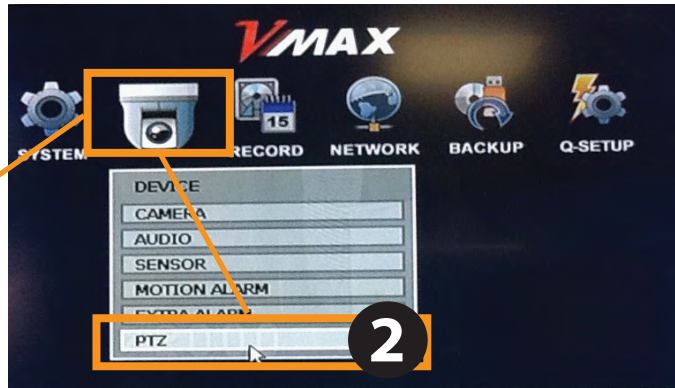 VMAX
15
SYSTEM RECORD NETWORK BACKUP Q-SETUP
DEVICE
CAMERA
AUDIO
SENSOR
MOTION ALARM
EXTRA ALARM
PTZ
2